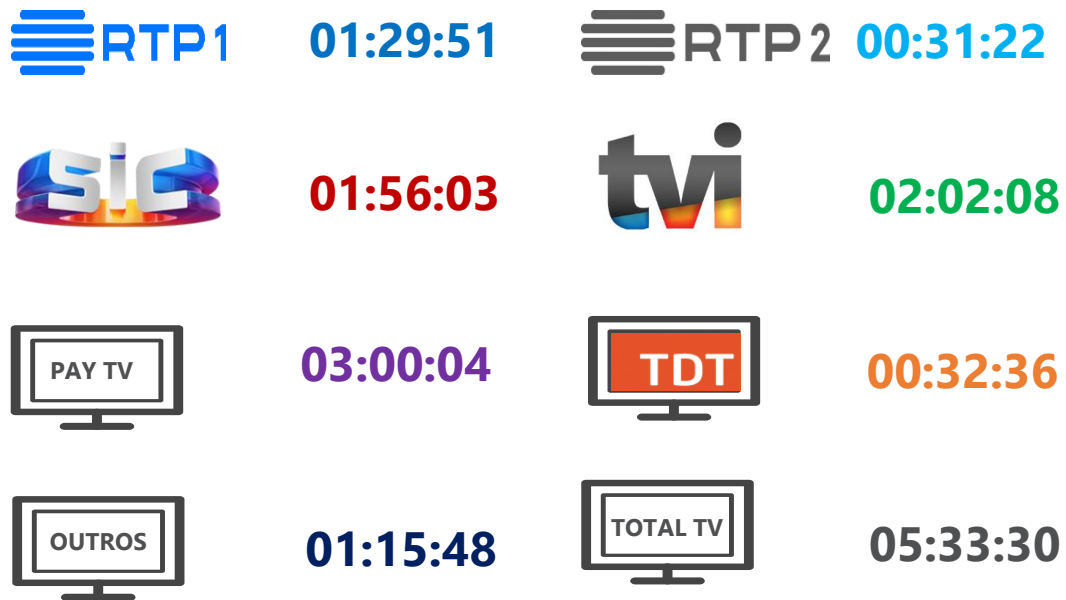 RTP1 01:29:51 RTP2 00:31:22
sic 01:56:03 tvi 02:02:08
PAY TV 03:00:04 TDT 00:32:36
OUTROS 01:15:48 TOTAL TV 05:33:30